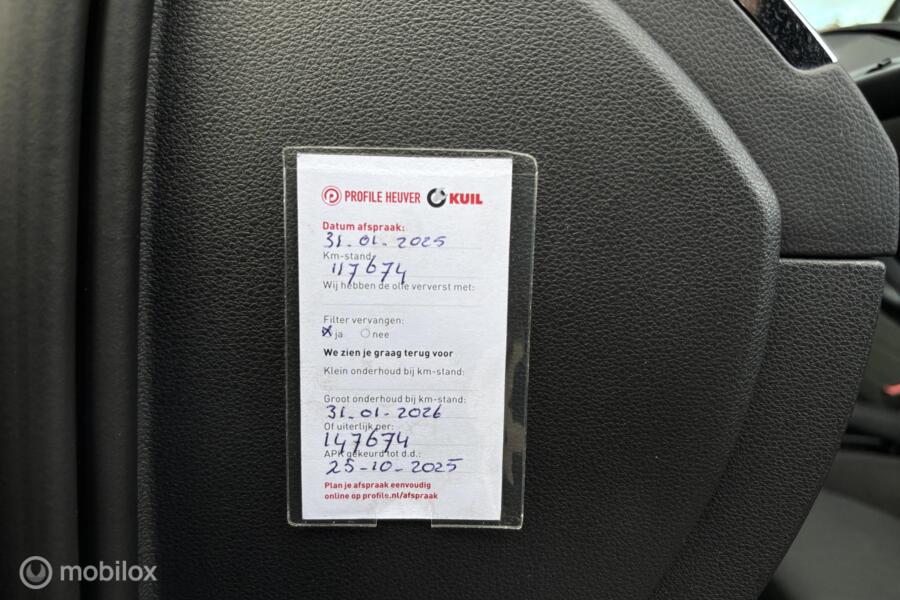 PROFILE HEUVER KUIL
Datum afspraak:
31-01-2025
Km-stand:
117674
Wij hebben de olie ververst met:
Filter vervangen:
ja nee
We zien je graag terug voor
Klein onderhoud bij km-stand:
Groot onderhoud bij km-stand:
31-01-2026
Of uiterlijk per:
147674
APK gekeurd tot d.d.:
25-10-2025
Plan je afspraak eenvoudig
online op profile.nl/afspraak
mobilox